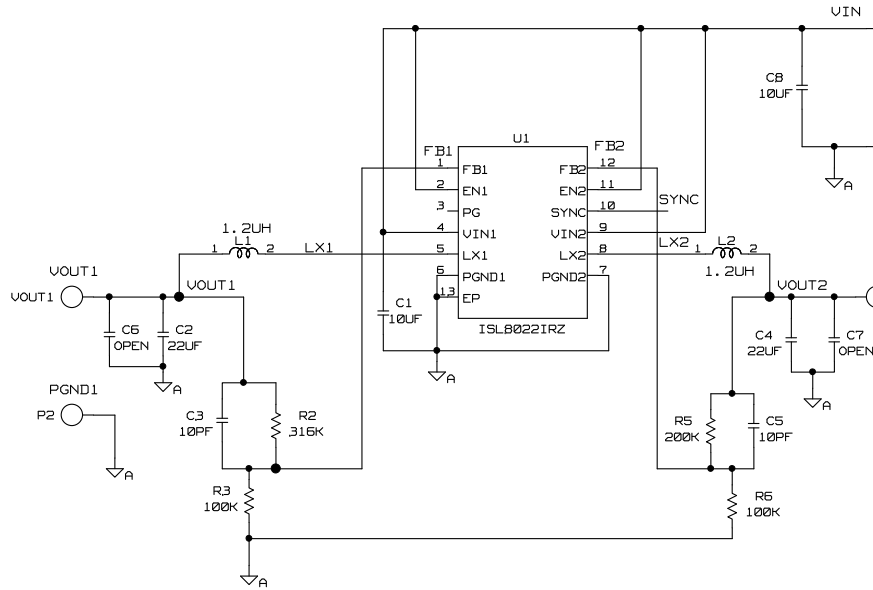 VIN
C8
10UF
U1
FB1
FB2
1 FB1
FB2 12
2 EN1
EN2 11
3 PG
SYNC 10
SYNC
4 VIN1
VIN2 9
5 LX1
LX2 8
6 PGND1
PGND2 7
13 EP
ISL8022IRZ
1.2UH
1 L1 2
LX1
LX2
1 L2 2
1.2UH
VOUT1
VOUT1
VOUT1
VOUT2
C1
10UF
A
A
C6
OPEN
C2
22UF
A
C4
22UF
C7
OPEN
A
PGND1
P2
A
C3
10PF
R2
316K
R5
200K
C5
10PF
R3
100K
R6
100K
A